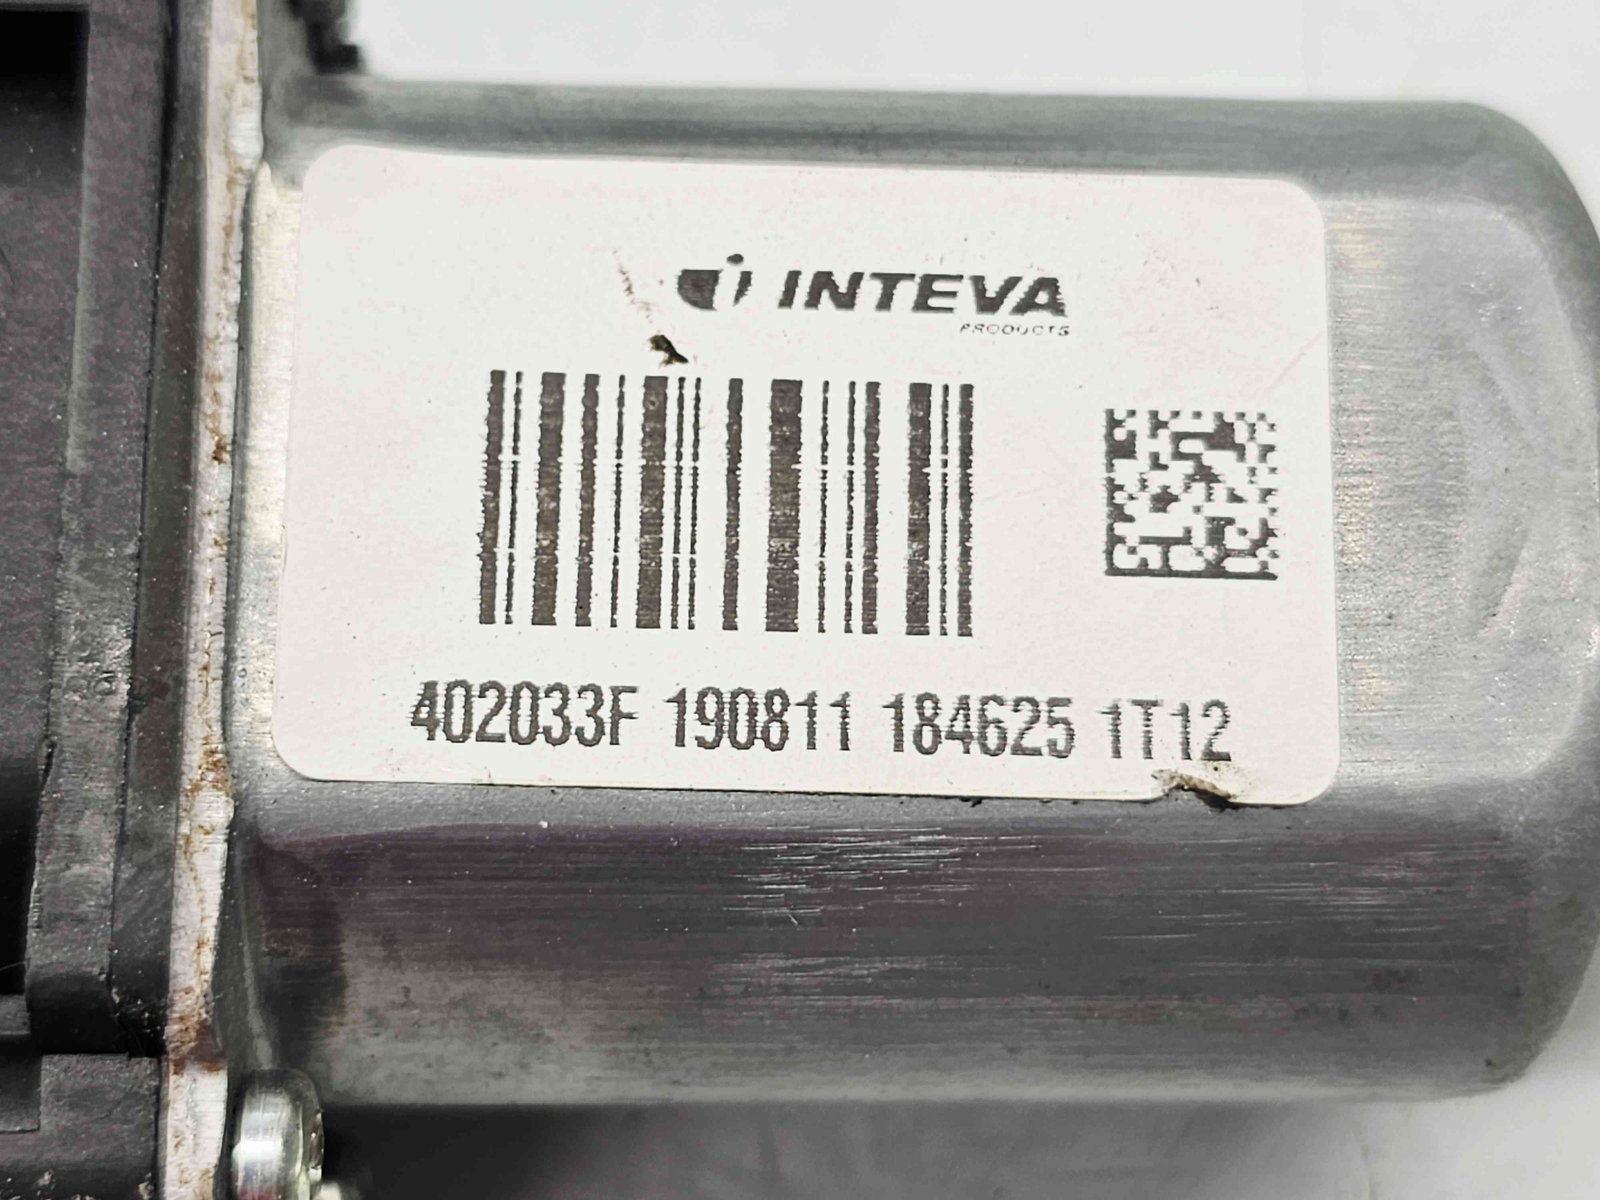 INTEVA
PRODUCTS
402033F 190811 184625 1T12